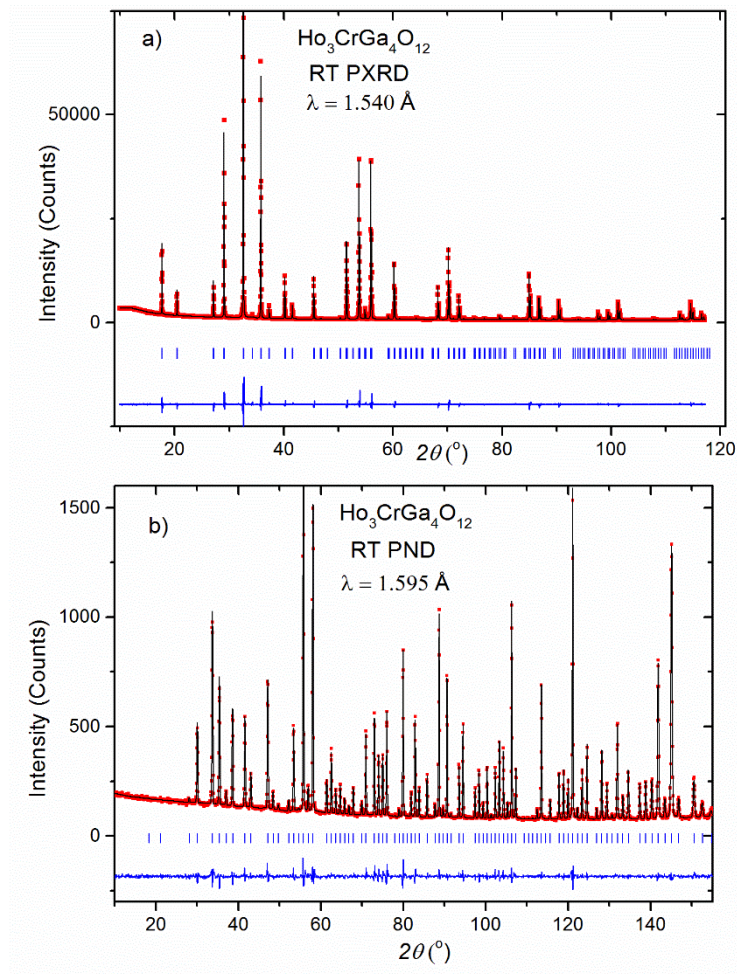 a)
Ho₃CrGa₄O₁₂
RT PXRD
λ = 1.540 Å
Intensity (Counts)
50000
0
20 40 60 80 100 120
2θ (°)
b)
Ho₃CrGa₄O₁₂
RT PND
λ = 1.595 Å
Intensity (Counts)
1500
1000
500
0
20 40 60 80 100 120 140
2θ (°)